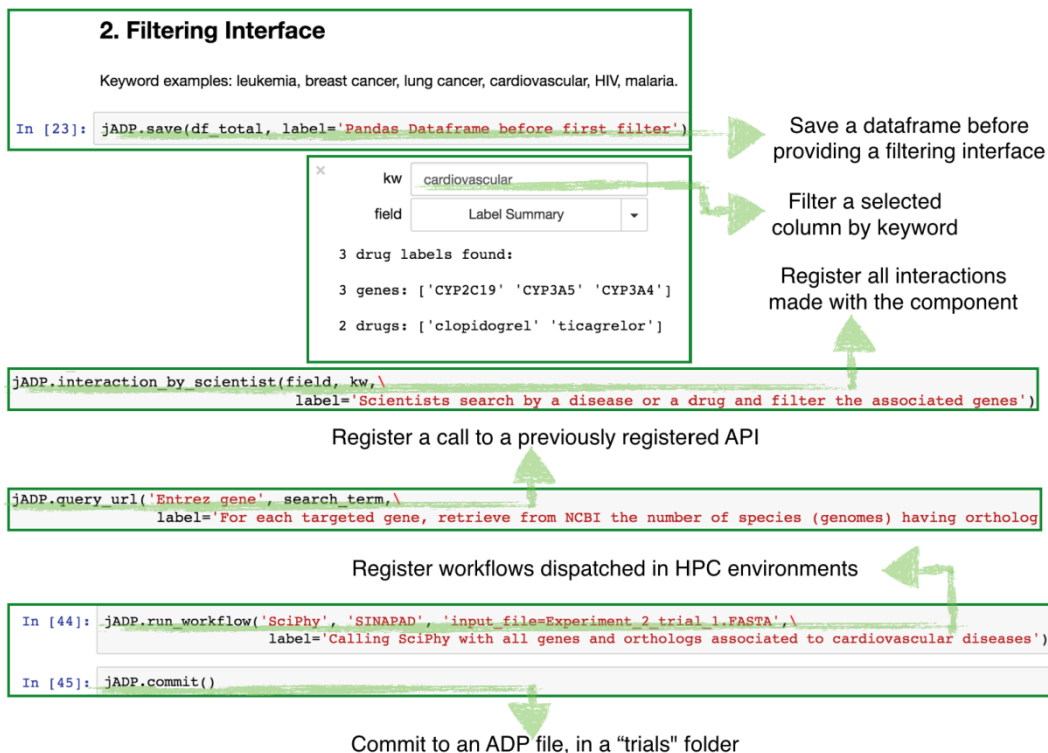 2. Filtering Interface
Keyword examples: leukemia, breast cancer, lung cancer, cardiovascular, HIV, malaria.
In [23]: jADP.save(df_total, label='Pandas Dataframe before first filter')
Save a dataframe before
providing a filtering interface
× kw cardiovascular
field Label Summary
Filter a selected
column by keyword
3 drug labels found:
3 genes: ['CYP2C19' 'CYP3A5' 'CYP3A4']
2 drugs: ['clopidogrel' 'ticagrelor']
Register all interactions
made with the component
jADP.interaction_by_scientist(field, kw,\
label='Scientists search by a disease or a drug and filter the associated genes')
Register a call to a previously registered API
jADP.query_url('Entrez gene', search_term,\
label='For each targeted gene, retrieve from NCBI the number of species (genomes) having ortholog
Register workflows dispatched in HPC environments
In [44]: jADP.run_workflow('SciPhy', 'SINAPAD', 'input_file=Experiment_2_trial_1.FASTA',\
label='Calling SciPhy with all genes and orthologs associated to cardiovascular diseases')
In [45]: jADP.commit()
Commit to an ADP file, in a “trials" folder